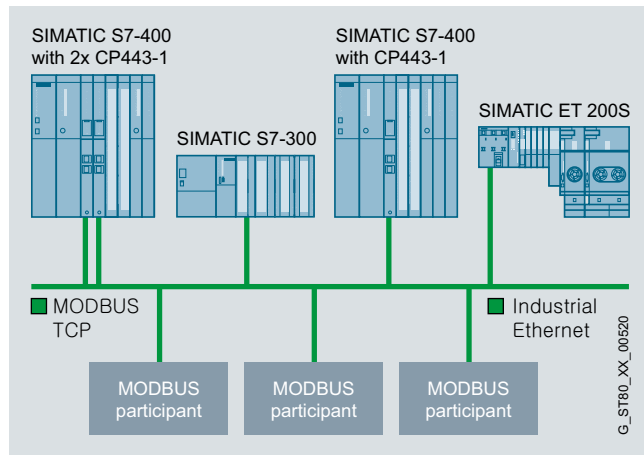 SIMATIC S7-400
with 2x CP443-1
SIMATIC S7-400
with CP443-1
SIMATIC ET 200S
SIMATIC S7-300
MODBUS
TCP
Industrial
Ethernet
MODBUS
participant
MODBUS
participant
MODBUS
participant
G_ST80_XX_00520